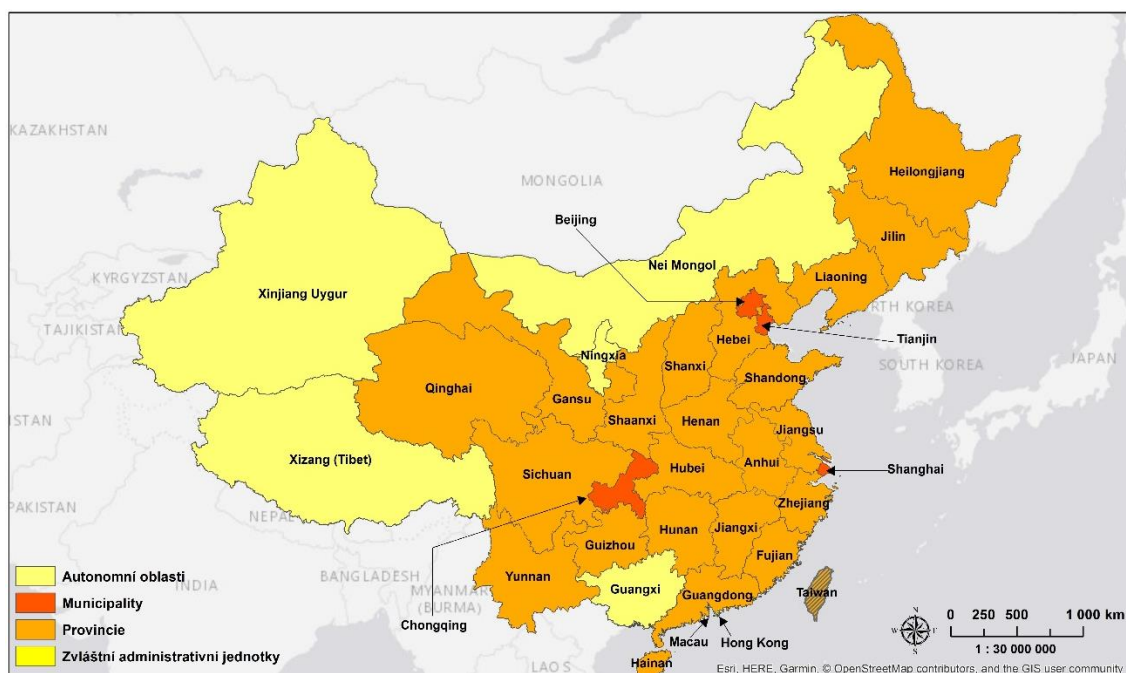 KAZAKHSTAN
MONGOLIA
Heilongjiang
Beijing
Jilin
Nei Mongol
Liaoning
KYRGYZSTAN
Xinjiang Uygur
RTH KOREA
TAJIKISTAN
Hebei
Tianjin
Ningxia
Shanxi
JAPAN
SOUTH KOREA
Qinghai
Gansu
Shandong
Shaanxi
Henan
Jiangsu
Xizang (Tibet)
Anhui
Sichuan
Hubei
Shanghai
PAKISTAN
Zhejiang
NEPAL
Hunan
Jiangxi
Guizhou
Fujian
Autonomní oblasti
Yunnan
BANGLADESH
INDIA
Guangxi
MYANMAR
(BURMA)
Guangdong
Taiwan
Municipality
Chongqing
Provincie
Macau
Hong Kong
Zvláštní administrativni jednotky
LAOS
Hainan
N
W
E
S
0 250 500 1 000 km
1 : 30 000 000
Esri, HERE, Garmin, © OpenStreetMap contributors, and the GIS user community